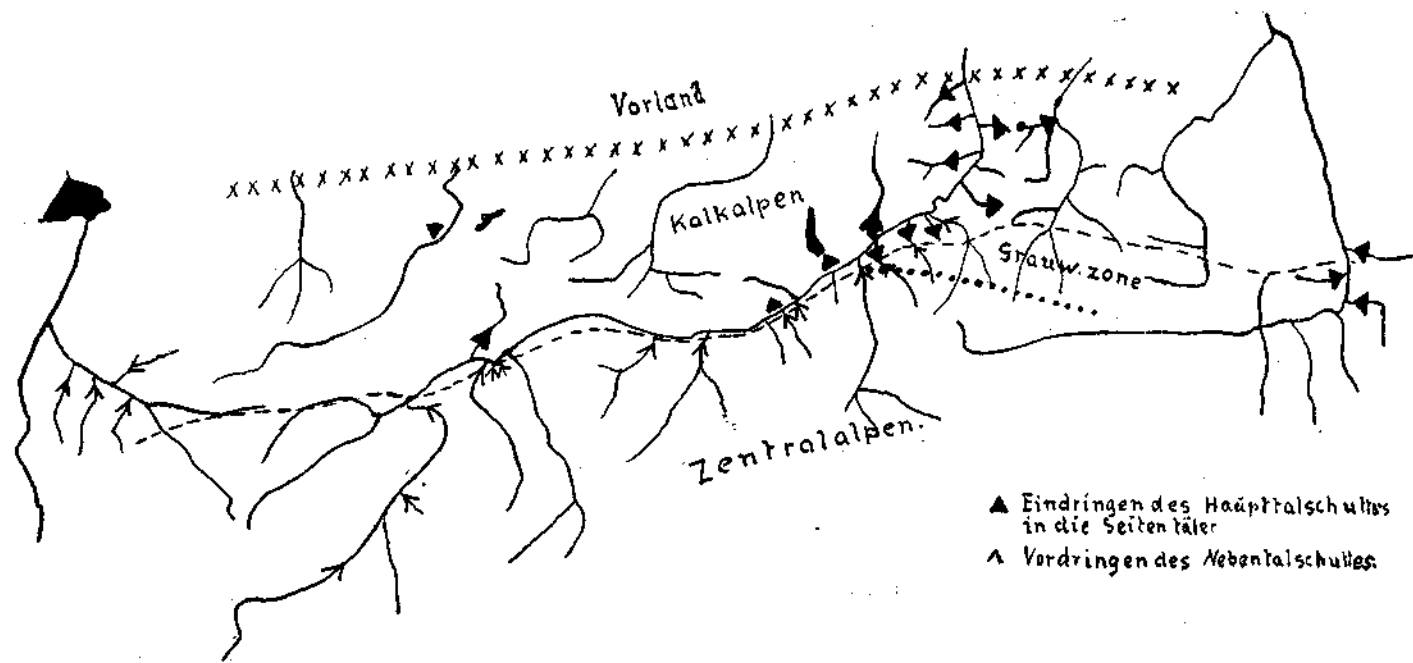 Vorland
Kalkalpen
Grauw. zone
Zentralalpen.
Eindringen des Haupttalschuttes
in die Seitentäler
Vordringen des Nebentalschuttes.